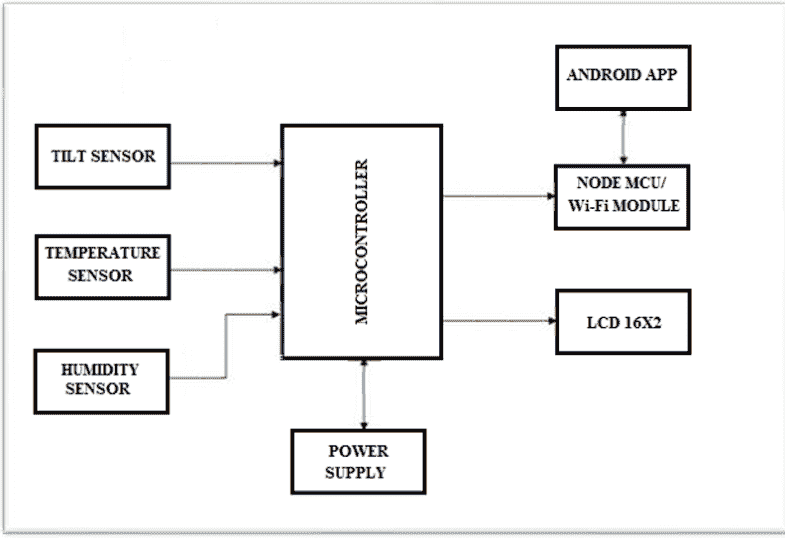 ANDROID APP
TILT SENSOR
MICROCONTROLLER
NODE MCU/
Wi-Fi MODULE
TEMPERATURE
SENSOR
LCD 16X2
HUMIDITY
SENSOR
POWER
SUPPLY